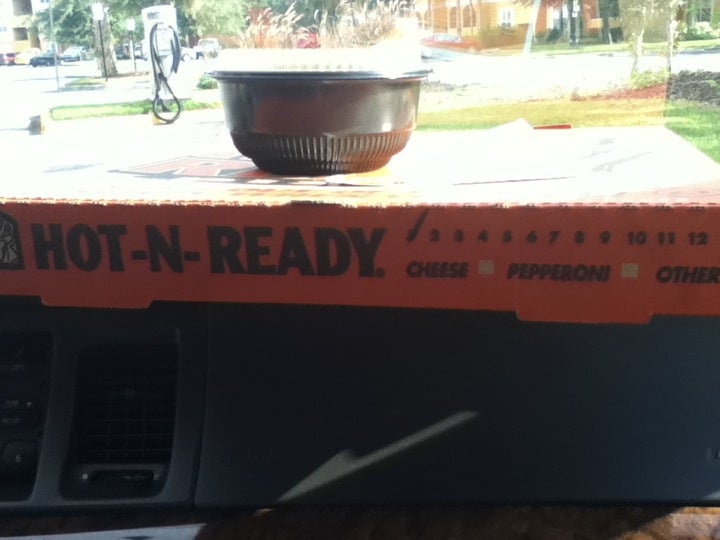 HOT-N-READY.
2 3 4 5 6 7 8 9 10 11 12
CHEESE PEPPERONI OTHER